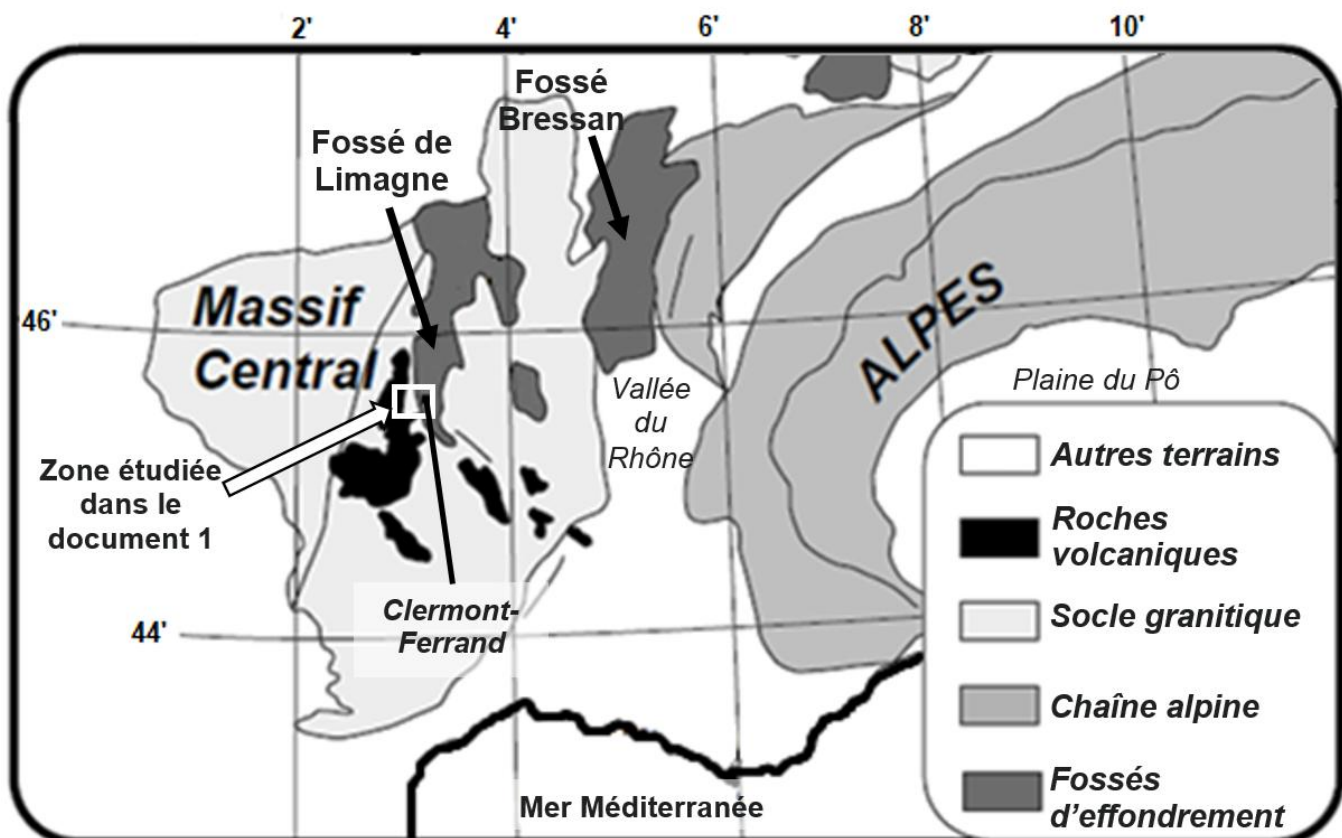 2'
4'
6'
8'
10'
Fossé
Bressan
Fossé de
Limagne
Massif
Central
46'
ALPES
Vallée
du
Rhône
Plaine du Pô
Zone étudiée
dans le
document 1
Clermont-
Ferrand
44'
Mer Méditerranée
Autres terrains
Roches
volcaniques
Socle granitique
Chaîne alpine
Fossés
d'effondrement